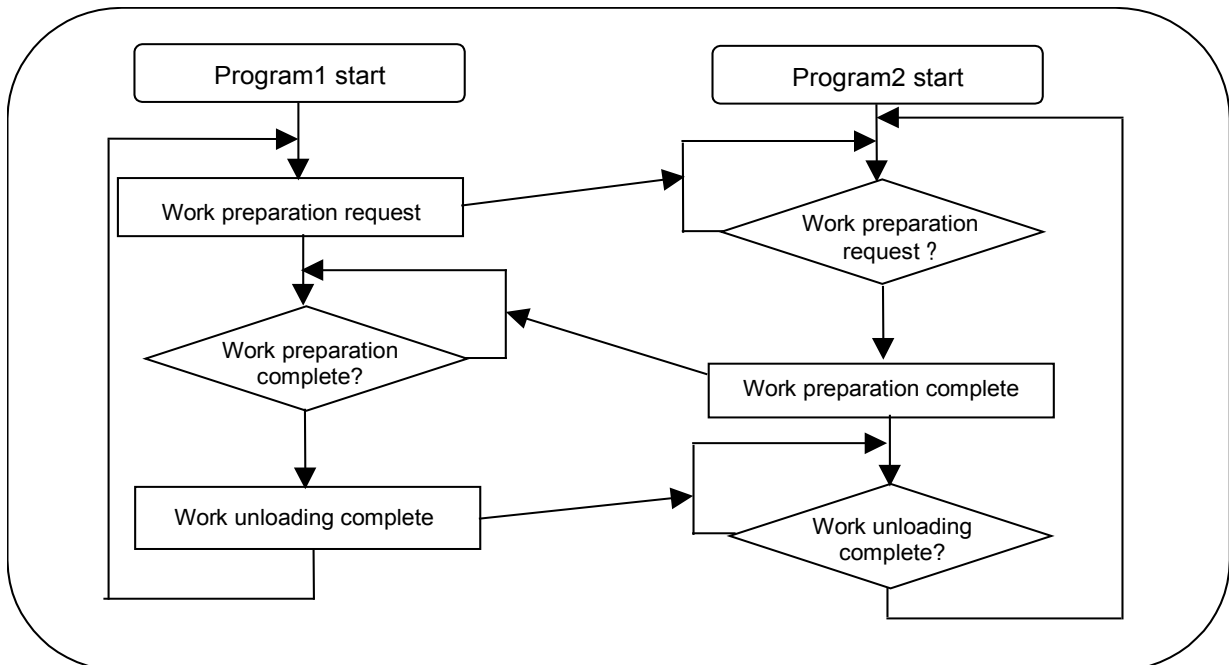 Program1 start
Program2 start
Work preparation request
Work preparation
request ?
Work preparation
complete?
Work preparation complete
Work unloading complete
Work unloading
complete?